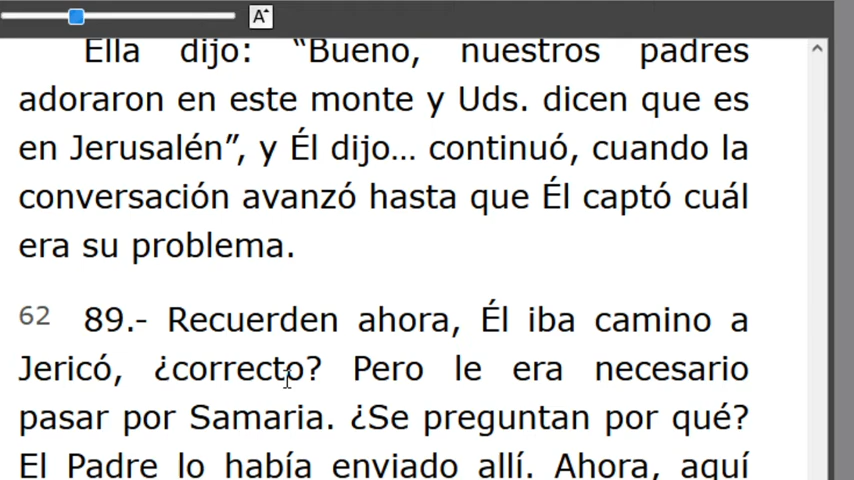 A
Ella dijo: “Bueno, nuestros padres
adoraron en este monte y Uds. dicen que es
en Jerusalén”, y Él dijo… continuó, cuando la
conversación avanzó hasta que Él captó cuál
era su problema.
62 89.- Recuerden ahora, Él iba camino a
Jericó, ¿correcto? Pero le era necesario
pasar por Samaria. ¿Se preguntan por qué?
El Padre lo había enviado allí. Ahora, aquí